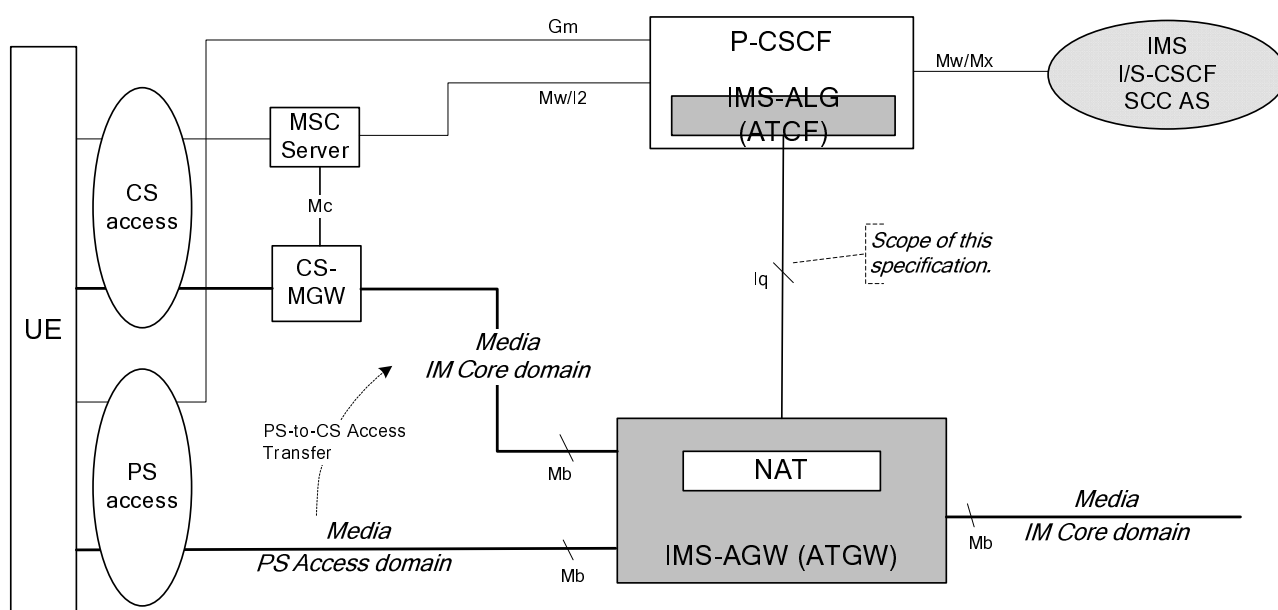 Gm
P-CSCF
IMS
I/S-CSCF
SCC AS
Mw/Mx
Mw/I2
IMS-ALG
(ATCF)
MSC
Server
CS
access
Mc
Scope of this
specification.
CS-
MGW
Iq
UE
Media
IM Core domain
PS-to-CS Access
Transfer
PS
access
Mb
NAT
Media
PS Access domain
Mb
IMS-AGW (ATGW)
Mb
Media
IM Core domain